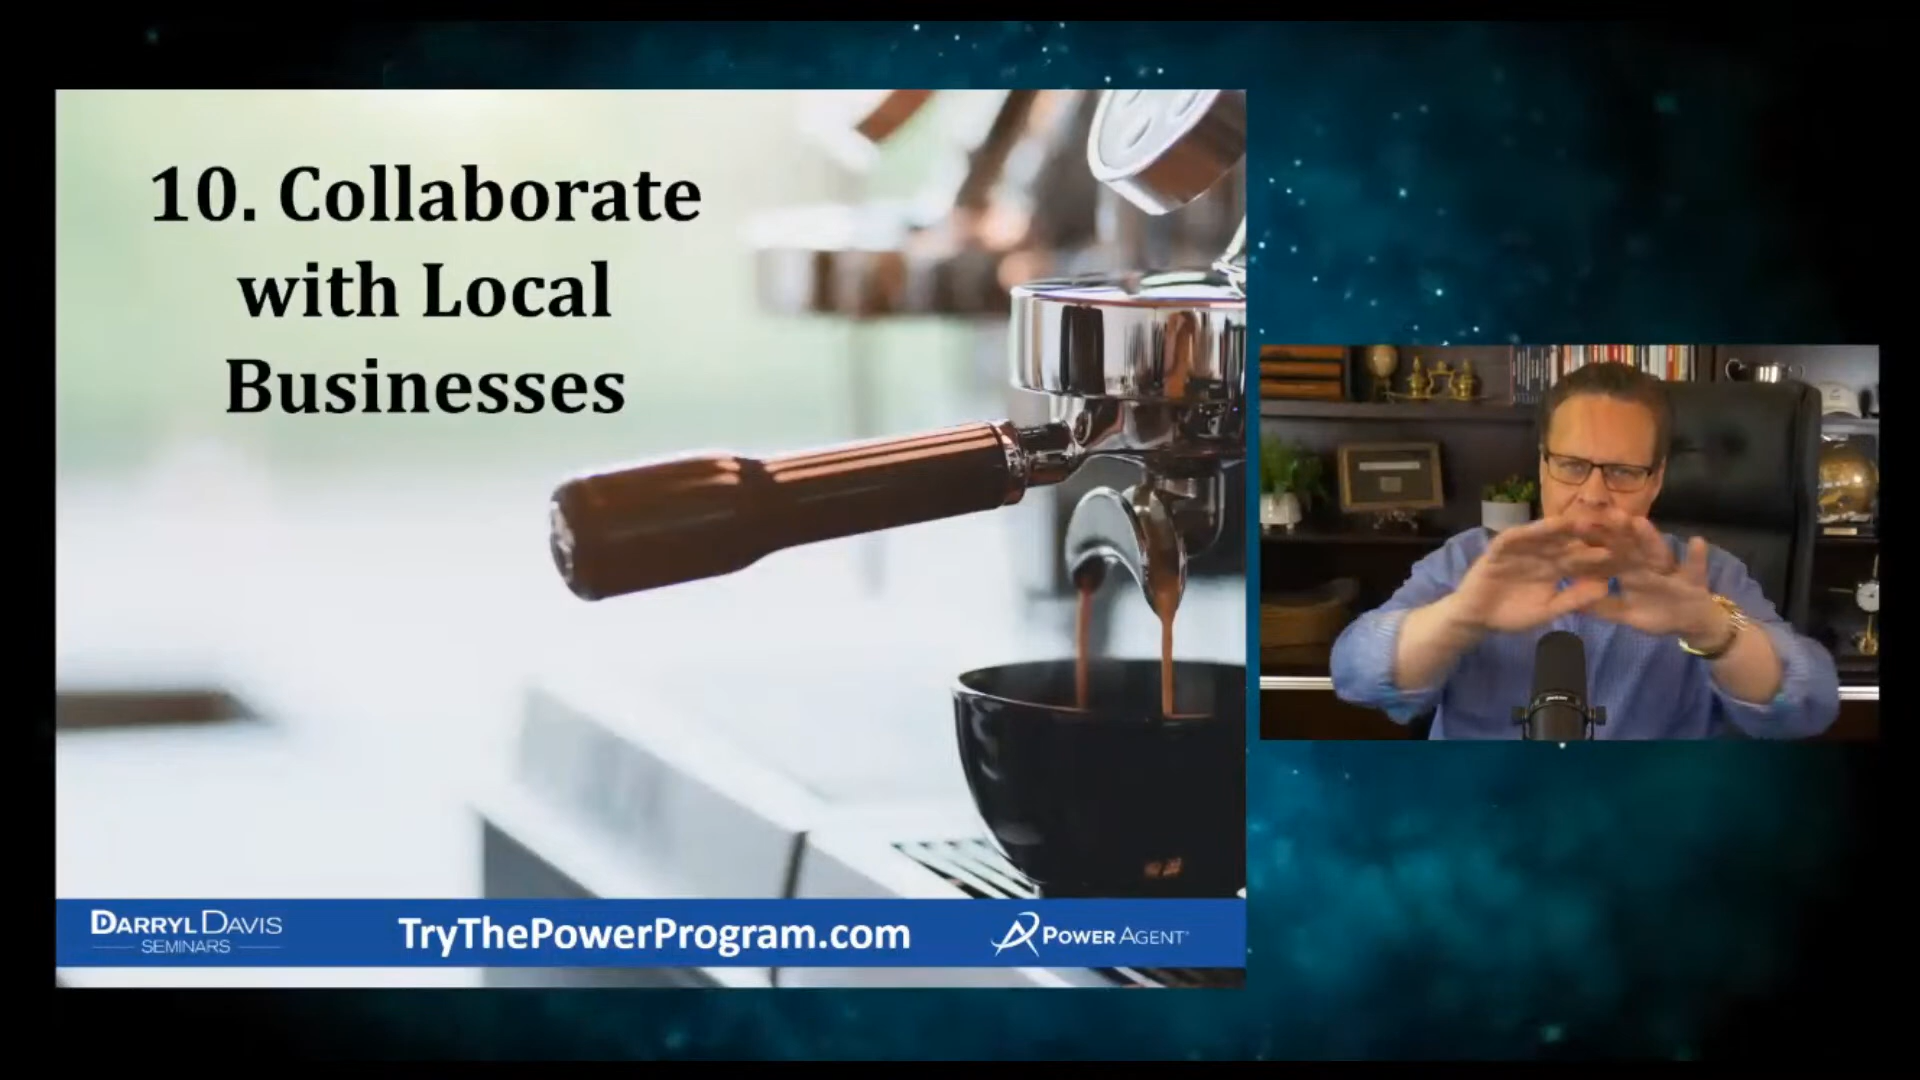 10. Collaborate
with Local
Businesses
DARRYL DAVIS
SEMINARS
TryThePowerProgram.com
POWER AGENT